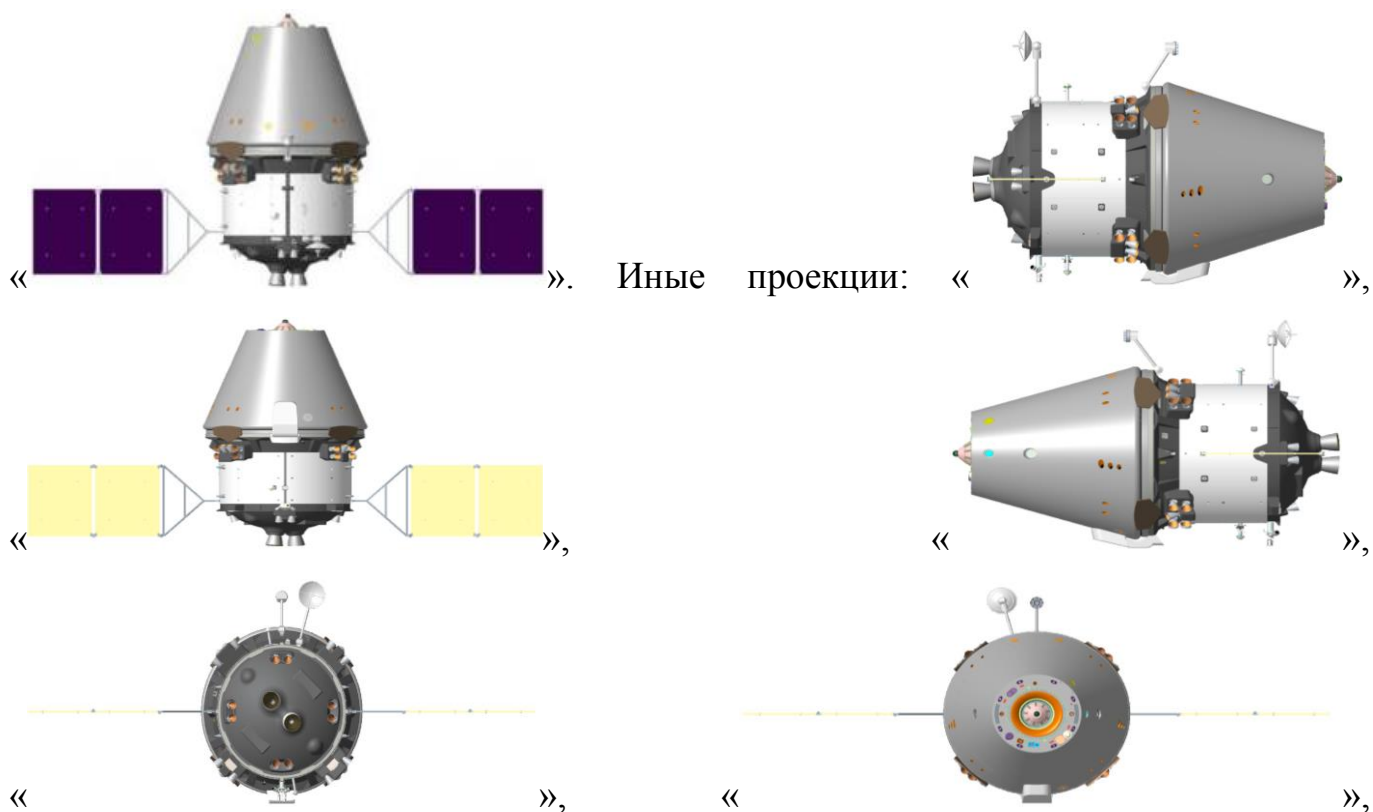 « ». Иные проекции: « »,
« », « »,
« », « »,